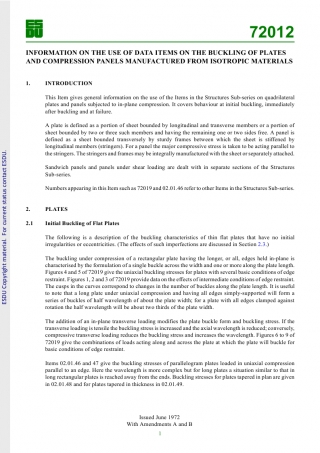 ESDU
72012
INFORMATION ON THE USE OF DATA ITEMS ON THE BUCKLING OF PLATES
AND COMPRESSION PANELS MANUFACTURED FROM ISOTROPIC MATERIALS
1. INTRODUCTION
This Item gives general information on the use of the Items in the Structures Sub-series on quadrilateral
plates and panels subjected to in-plane compression. It covers behaviour at initial buckling, immediately
after buckling and at failure.
A plate is defined as a portion of sheet bounded by longitudinal and transverse members or a portion of
sheet bounded by two or three such members and having the remaining one or two sides free. A panel is
defined as a sheet bounded transversely by sturdy frames between which the sheet is stiffened by
longitudinal members (stringers). For a panel the major compressive stress is taken to be acting parallel to
the stringers. The stringers and frames may be integrally manufactured with the sheet or separately attached.
Sandwich panels and panels under shear loading are dealt with in separate sections of the Structures
Sub-series.
Numbers appearing in this Item such as 72019 and 02.01.46 refer to other Items in the Structures Sub-series.
2. PLATES
2.1 Initial Buckling of Flat Plates
The following is a description of the buckling characteristics of thin flat plates that have no initial
irregularities or eccentricities. (The effects of such imperfections are discussed in Section 2.3.)
The buckling under compression of a rectangular plate having the longer, or all, edges held in-plane is
characterised by the formulation of a single buckle across the width and one or more along the plate length.
Figures 4 and 5 of 72019 give the uniaxial buckling stresses for plates with several basic conditions of edge
restraint. Figures 1, 2 and 3 of 72019 provide data on the effects of intermediate conditions of edge restraint.
The cusps in the curves correspond to changes in the number of buckles along the plate length. It is useful
to note that a long plate under uniaxial compression and having all edges simply-supported will form a
series of buckles of half wavelength of about the plate width; for a plate with all edges clamped against
rotation the half wavelength will be about two thirds of the plate width.
The addition of an in-plane transverse loading modifies the plate buckle form and buckling stress. If the
transverse loading is tensile the buckling stress is increased and the axial wavelength is reduced; conversely,
compressive transverse loading reduces the buckling stress and increases the wavelength. Figures 6 to 9 of
72019 give the combinations of loads acting along and across the plate at which the plate will buckle for
basic conditions of edge restraint.
Items 02.01.46 and 47 give the buckling stresses of parallelogram plates loaded in uniaxial compression
parallel to an edge. Here the wavelength is more complex but for long plates a situation similar to that in
long rectangular plates is reached away from the ends. Buckling stresses for plates tapered in plan are given
in 02.01.48 and for plates tapered in thickness in 02.01.49.
Issued June 1972
With Amendments A and B
1
ESDU Copyright material. For current status contact ESDU.